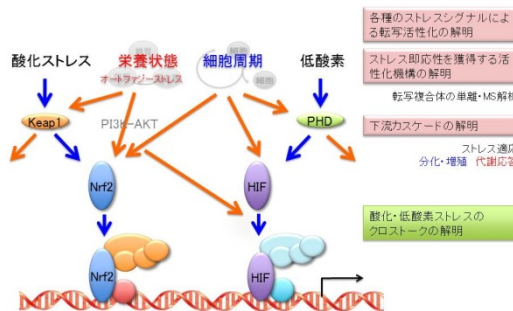 各種のストレスシグナルによ
る転写活性化の解明
酸化ストレス
栄養状態
オートファジーストレス
細胞周期
細胞
細胞
低酸素
ストレス即応性を獲得する活
性化機構の解明
転写複合体の単離・MS解析
Keap1
PI3K-AKT
PHD
下流カスケードの解明
ストレス適応
分化・増殖 代謝応答
Nrf2
HIF
酸化・低酸素ストレスの
クロストークの解明
Nrf2
HIF